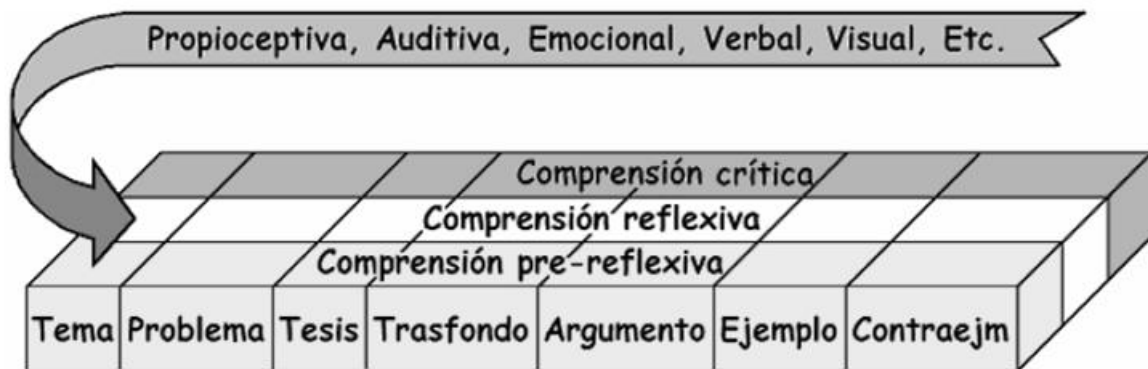 Propioceptiva, Auditiva, Emocional, Verbal, Visual, Etc.
Comprensión crítica
Comprensión reflexiva
Comprensión pre-reflexiva
Tema Problema Tesis Trasfondo Argumento Ejemplo Contraejm